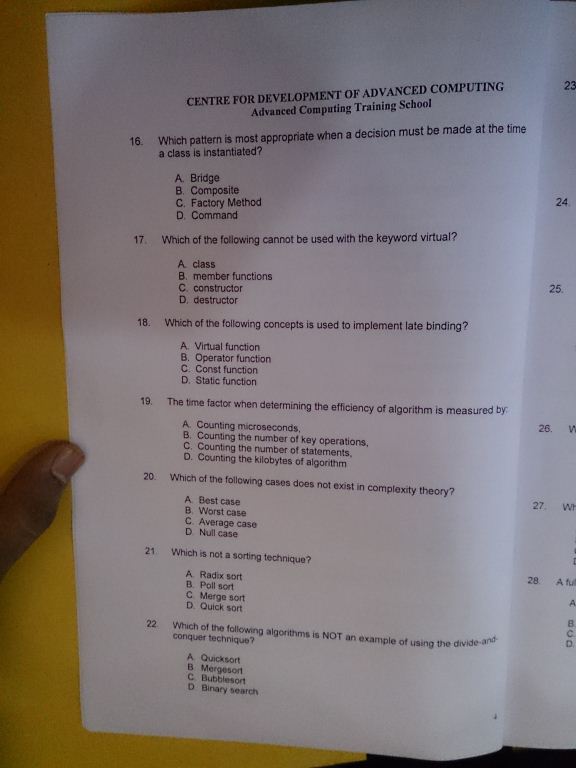 CENTRE FOR DEVELOPMENT OF ADVANCED COMPUTING
Advanced Computing Training School
16. Which pattern is most appropriate when a decision must be made at the time
a class is instantiated?
A. Bridge
B. Composite
C. Factory Method
D. Command
17. Which of the following cannot be used with the keyword virtual?
A. class
B. member functions
C. constructor
D. destructor
18. Which of the following concepts is used to implement late binding?
A. Virtual function
B. Operator function
C. Const function
D. Static function
19. The time factor when determining the efficiency of algorithm is measured by:
A. Counting microseconds,
B. Counting the number of key operations,
C. Counting the number of statements,
D. Counting the kilobytes of algorithm
20. Which of the following cases does not exist in complexity theory?
A. Best case
B. Worst case
C. Average case
D. Null case
21. Which is not a sorting technique?
A. Radix sort
B. Poll sort
C. Merge sort
D. Quick sort
22. Which of the following algorithms is NOT an example of using the divide-and-
conquer technique?
A. Quicksort
B. Mergesort
C. Bubblesort
D. Binary search
4
23
24.
25.
26.
27. Wh
28. A ful
A
B.
C.
D.